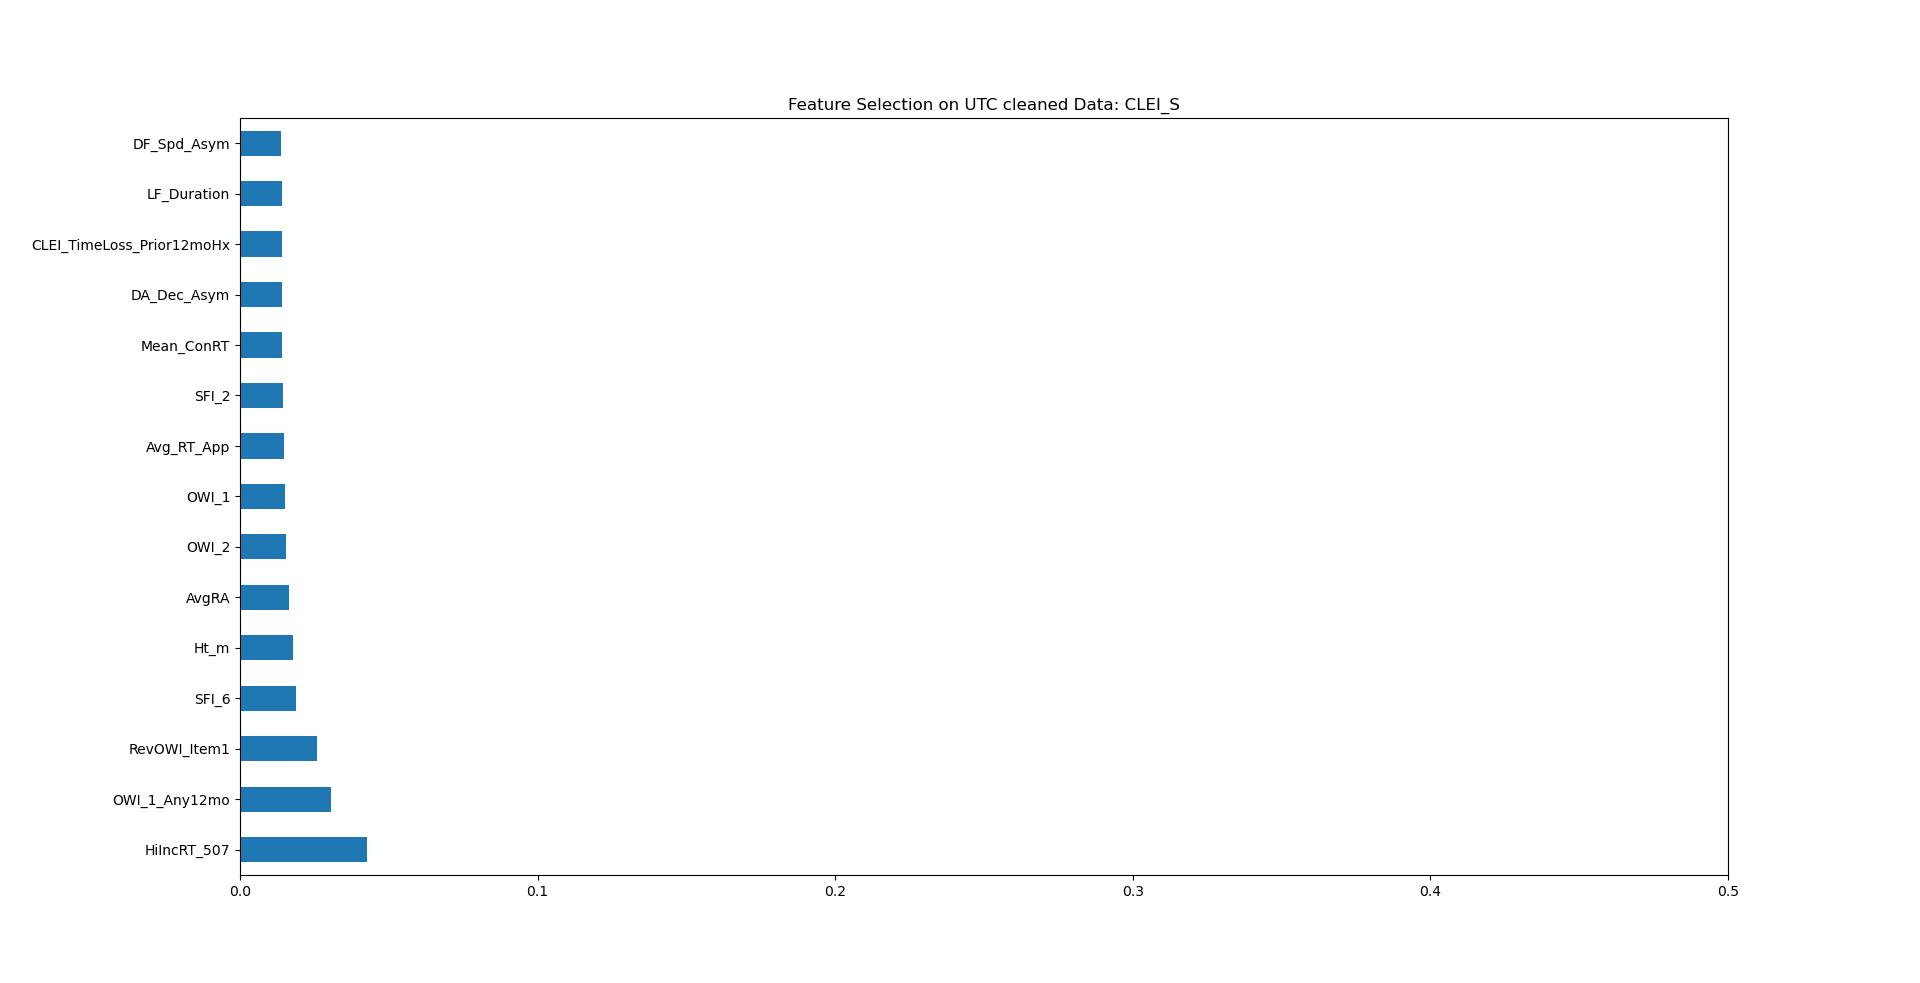 Feature Selection on UTC cleaned Data: CLEI_S
DF_Spd_Asym
LF_Duration
CLEI_TimeLoss_Prior12moHx
DA_Dec_Asym
Mean_ConRT
SFI_2
Avg_RT_App
OWI_1
OWI_2
AvgRA
Ht_m
SFI_6
RevOWI_Item1
OWI_1_Any12mo
HiIncRT_507
0.0 0.1 0.2 0.3 0.4 0.5